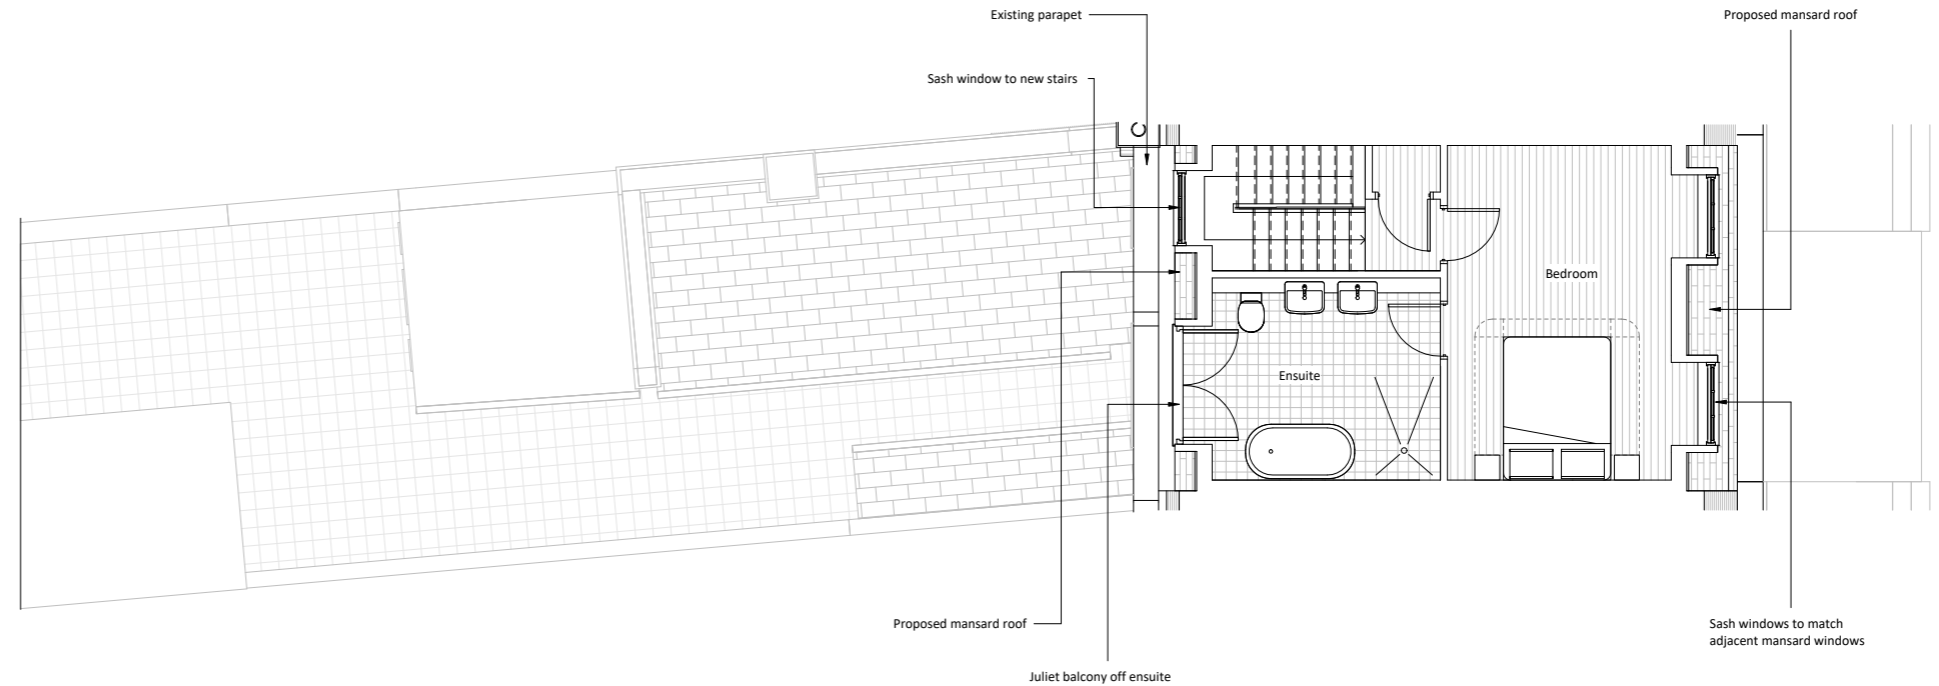 Existing parapet
Proposed mansard roof
Sash window to new stairs
Bedroom
Ensuite
Proposed mansard roof
Sash windows to match
adjacent mansard windows
Juliet balcony off ensuite